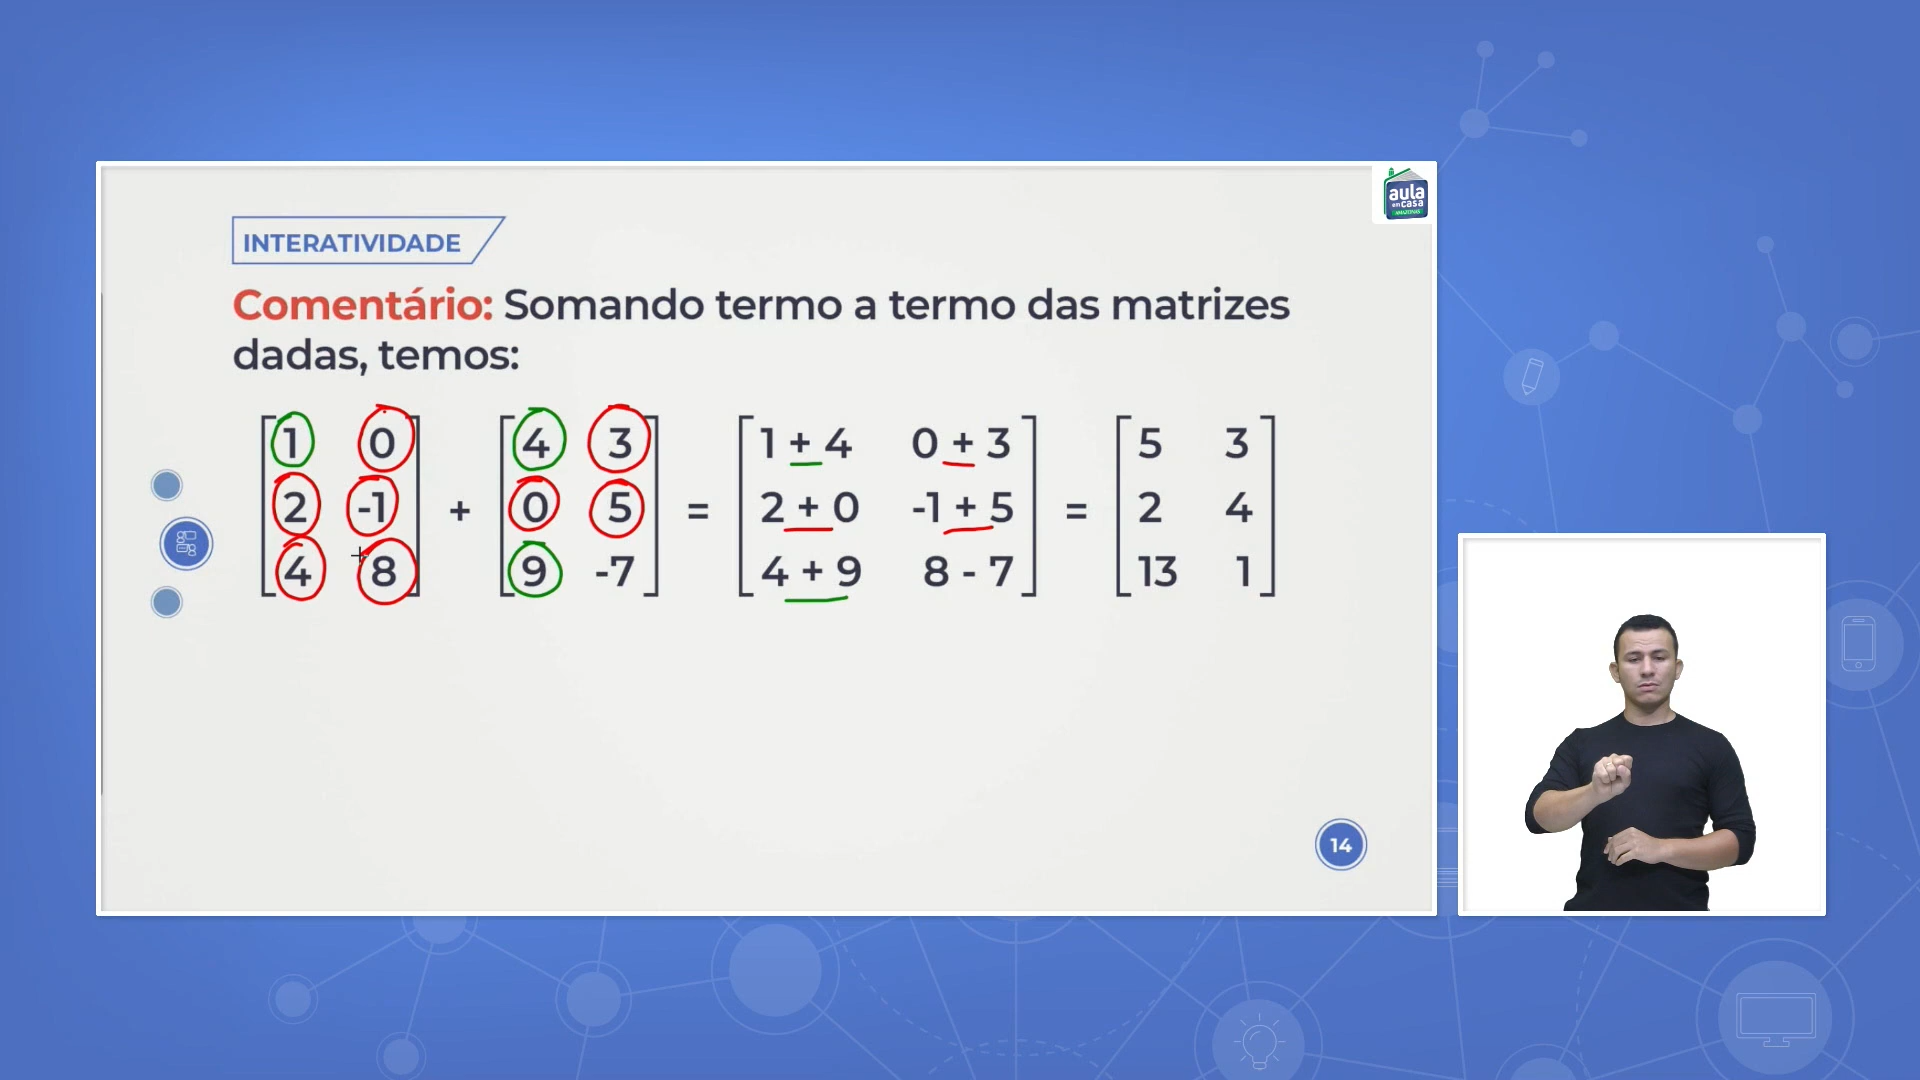 aula
em casa
AMAZONAS
INTERATIVIDADE
Comentário: Somando termo a termo das matrizes
dadas, temos:
1 0 4 3 1 + 4 0 + 3 5 3
2 -1 + 0 5 = 2 + 0 -1 + 5 = 2 4
4 8 9 -7 4 + 9 8 - 7 13 1
14